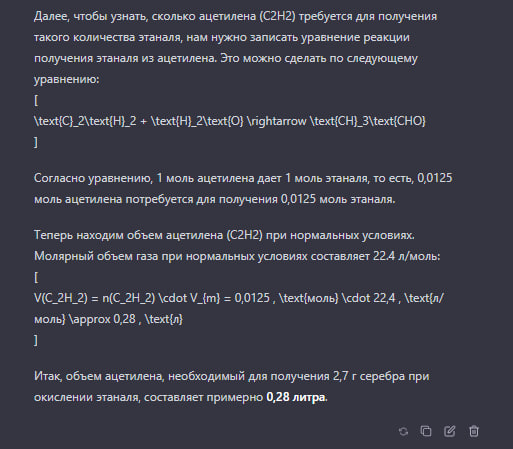 Далее, чтобы узнать, сколько ацетилена (C2H2) требуется для получения
такого количества этаналя, нам нужно записать уравнение реакции
получения этаналя из ацетилена. Это можно сделать по следующему
уравнению:
[
\text{C}_2\text{H}_2 + \text{H}_2\text{O} \rightarrow \text{CH}_3\text{CHO}
]
Согласно уравнению, 1 моль ацетилена дает 1 моль этаналя, то есть, 0,0125
моль ацетилена потребуется для получения 0,0125 моль этаналя.
Теперь находим объем ацетилена (C2H2) при нормальных условиях.
Молярный объем газа при нормальных условиях составляет 22.4 л/моль:
[
V(C_2H_2) = n(C_2H_2) \cdot V_{m} = 0,0125 , \text{моль} \cdot 22,4 , \text{л/
моль} \approx 0,28 , \text{л}
]
Итак, объем ацетилена, необходимый для получения 2,7 г серебра при
окислении этаналя, составляет примерно 0,28 литра.